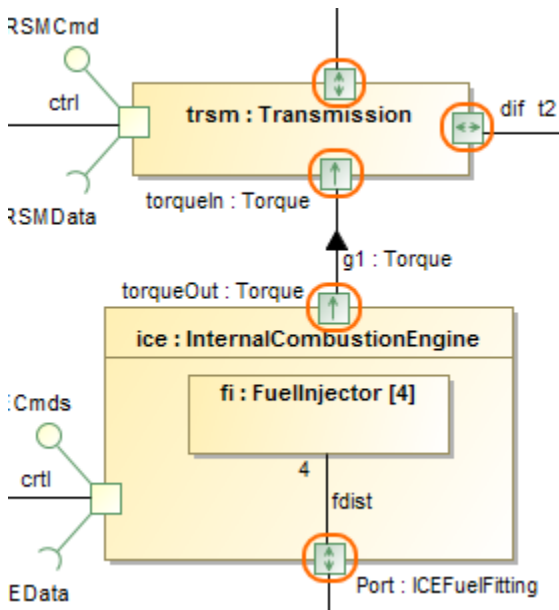 RSMCmd
ctrl
trsm : Transmission
dif t2
RSMData
torqueIn : Torque
g1 : Torque
torqueOut : Torque
ice : InternalCombustionEngine
fi : FuelInjector [4]
ECmds
4
crtl
fdist
EData
Port : ICEFuelFitting